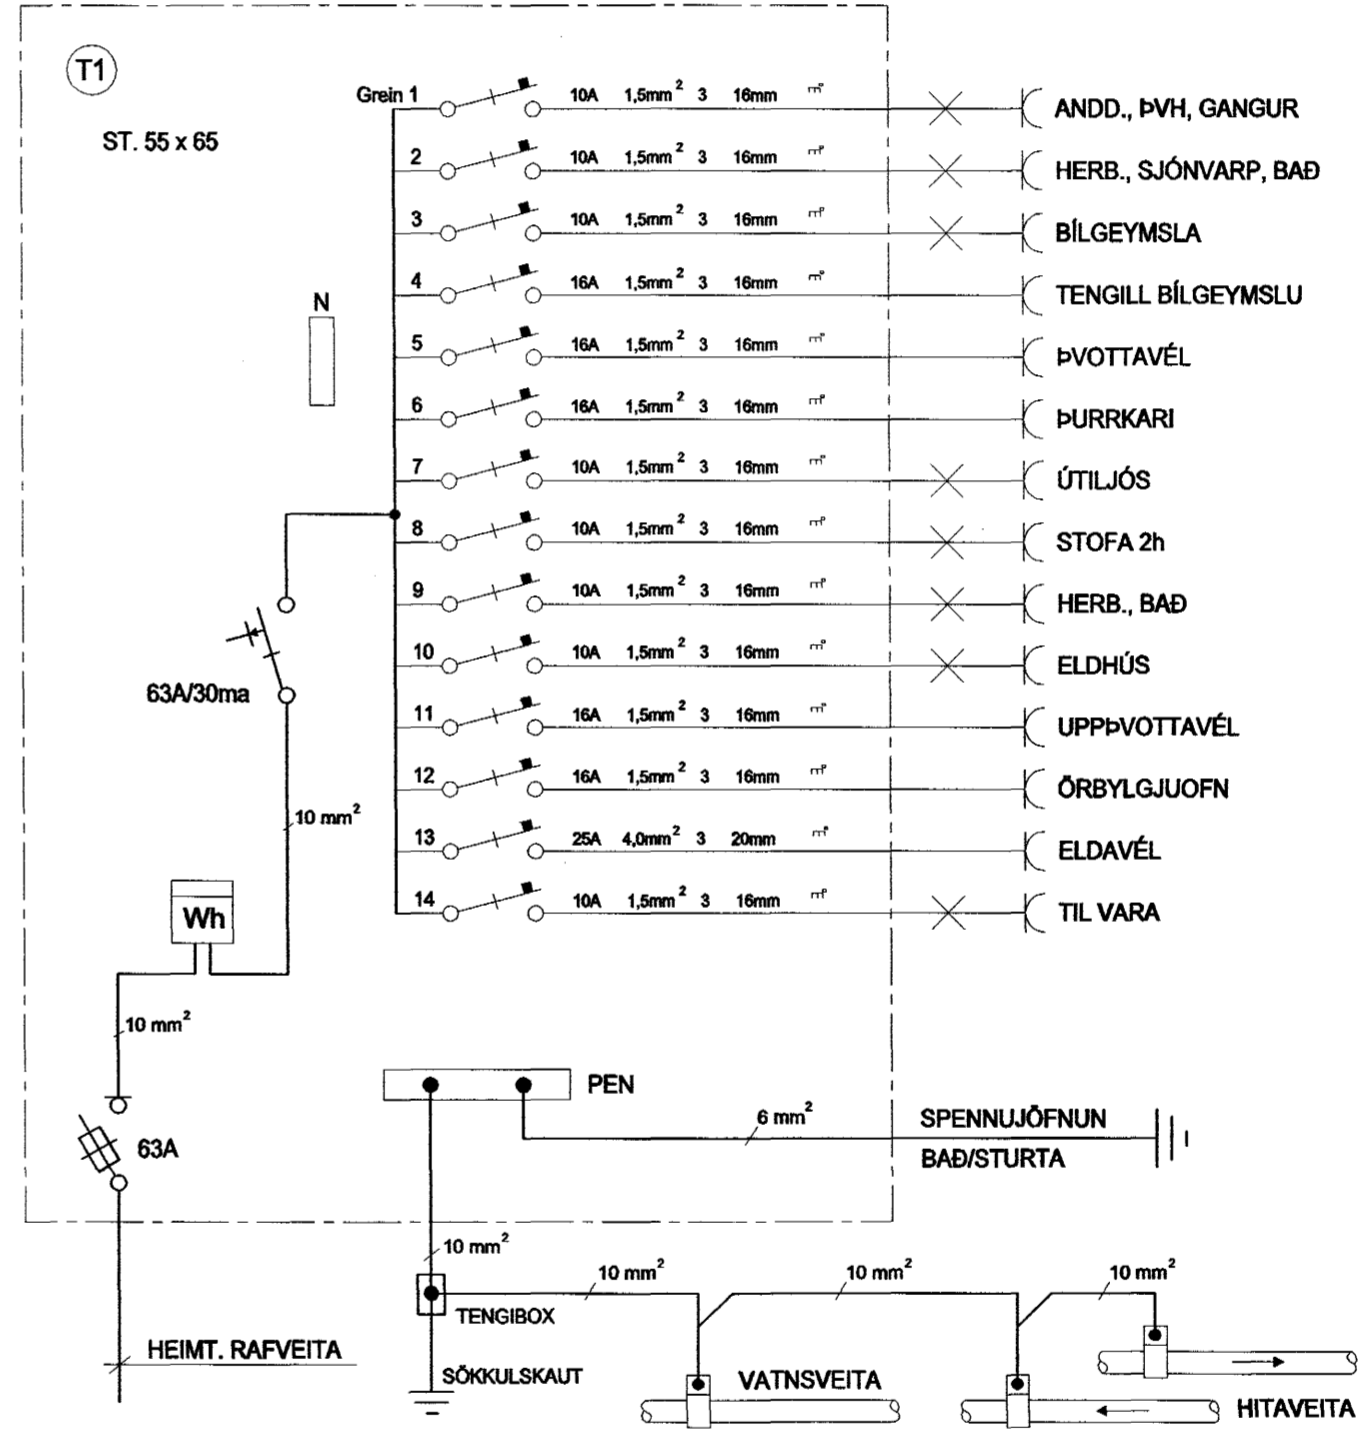 T1
ST. 55 x 65
Grein 1 10A 1,5mm² 3 16mm ANDD., ÞVH, GANGUR
2 10A 1,5mm² 3 16mm HERB., SJÓNVARP, BAÐ
3 10A 1,5mm² 3 16mm BÍLGEYMSLA
4 16A 1,5mm² 3 16mm TENGILL BÍLGEYMSLU
N
5 16A 1,5mm² 3 16mm ÞVOTTAVÉL
6 16A 1,5mm² 3 16mm ÞURRKARI
7 10A 1,5mm² 3 16mm ÚTILJÓS
8 10A 1,5mm² 3 16mm STOFA 2h
9 10A 1,5mm² 3 16mm HERB., BAÐ
10 10A 1,5mm² 3 16mm ELDHÚS
63A/30ma
11 16A 1,5mm² 3 16mm UPPÞVOTTAVÉL
12 16A 1,5mm² 3 16mm ÖRBYLGJUOFN
10 mm²
13 25A 4,0mm² 3 20mm ELDAVÉL
14 10A 1,5mm² 3 16mm TIL VARA
Wh
10 mm²
PEN
6 mm²
SPENNUJÖFNUN
BAÐ/STURTA
63A
10 mm²
10 mm² 10 mm² 10 mm²
TENGIBOX
HEIMT. RAFVEITA
SÖKKULSKAUT
VATNSVEITA
HITAVEITA